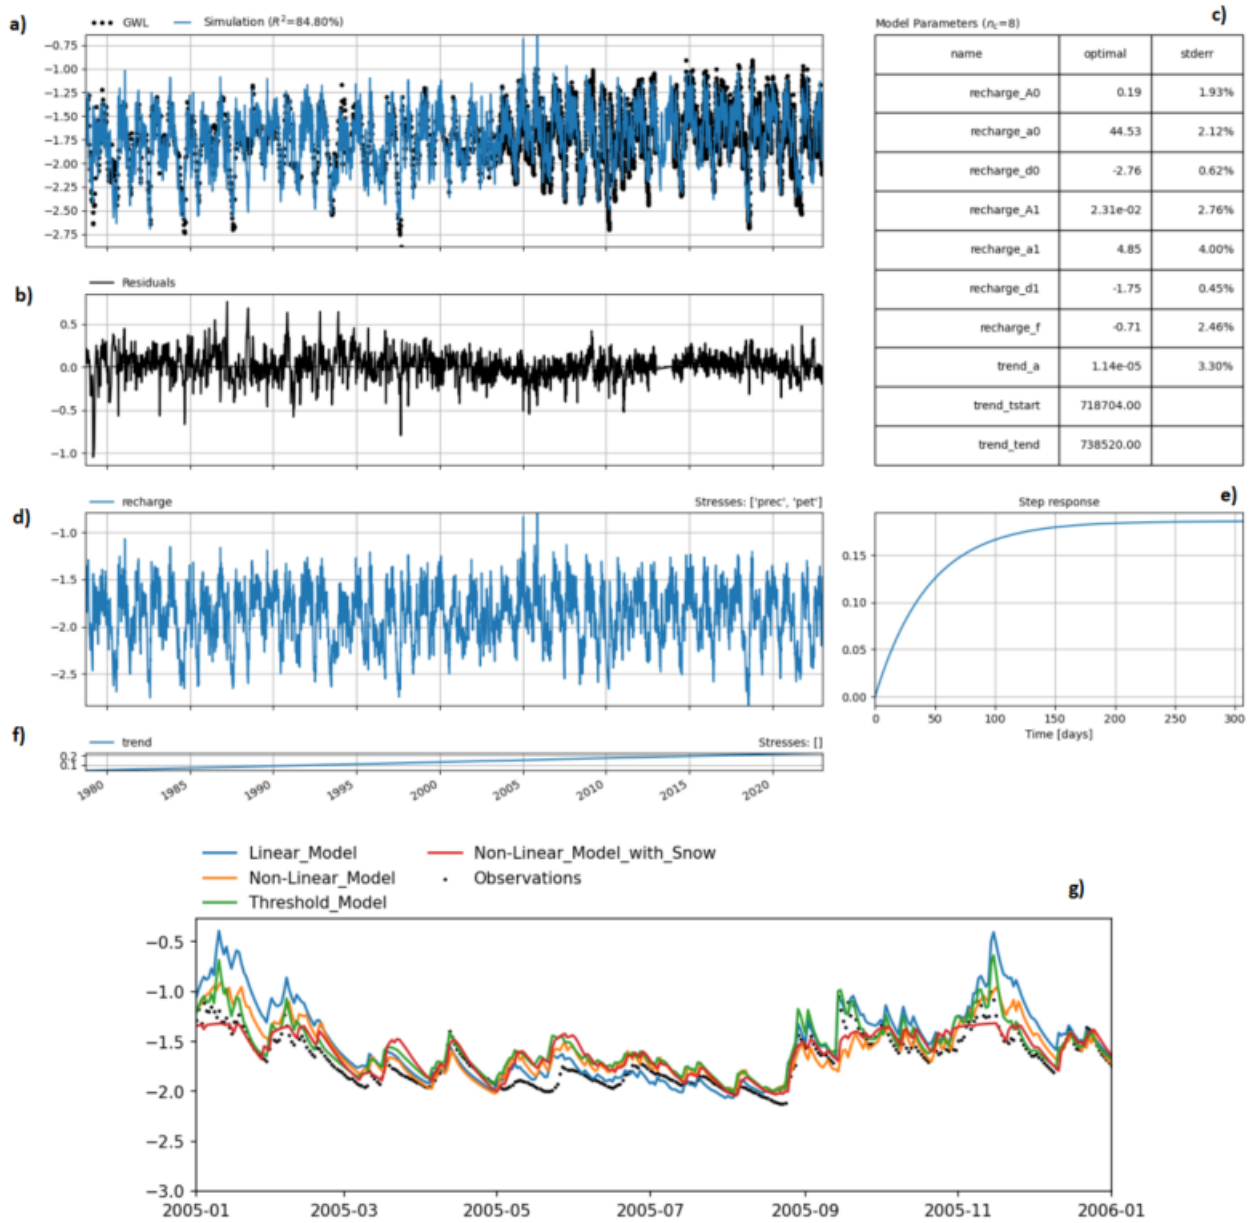 a)
GWL
Simulation (R²=84.80%)
−0.75
−1.00
−1.25
−1.50
−1.75
−2.00
−2.25
−2.50
−2.75
c)
Model Parameters (n_c=8)
name optimal stderr
recharge_A0 0.19 1.93%
recharge_a0 44.53 2.12%
recharge_d0 -2.76 0.62%
recharge_A1 2.31e-02 2.76%
recharge_a1 4.85 4.00%
recharge_d1 -1.75 0.45%
recharge_f -0.71 2.46%
trend_a 1.14e-05 3.30%
trend_tstart 718704.00
trend_tend 738520.00
b)
Residuals
0.5
0.0
−0.5
−1.0
d)
recharge
Stresses: ['prec', 'pet']
−1.0
−1.5
−2.0
−2.5
e)
Step response
0.15
0.10
0.05
0.00
0 50 100 150 200 250 300
Time [days]
f)
trend
Stresses: []
0.2
0.1
1980 1985 1990 1995 2000 2005 2010 2015 2020
Linear_Model
Non-Linear_Model
Threshold_Model
Non-Linear_Model_with_Snow
Observations
g)
−0.5
−1.0
−1.5
−2.0
−2.5
−3.0
2005-01 2005-03 2005-05 2005-07 2005-09 2005-11 2006-01